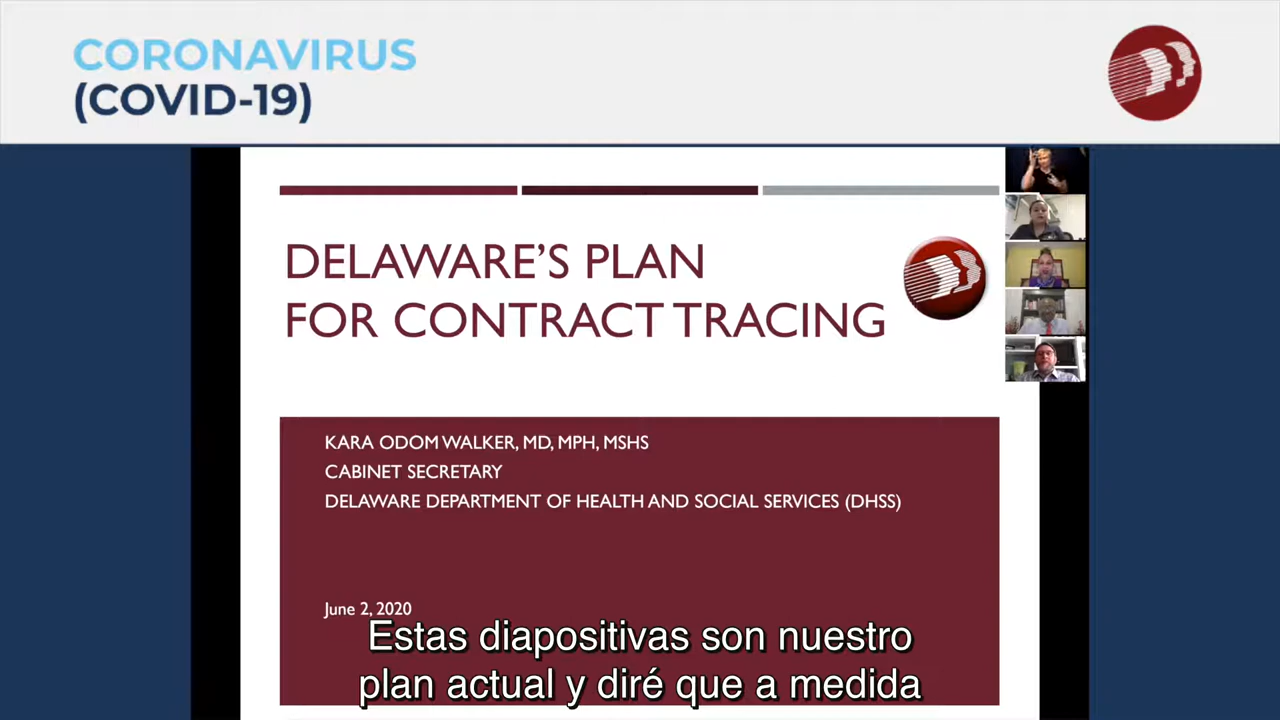 CORONAVIRUS
(COVID-19)
DELAWARE'S PLAN
FOR CONTRACT TRACING
KARA ODOM WALKER, MD, MPH, MSHS
CABINET SECRETARY
DELAWARE DEPARTMENT OF HEALTH AND SOCIAL SERVICES (DHSS)
June 2, 2020
Estas diapositivas son nuestro
plan actual y diré que a medida